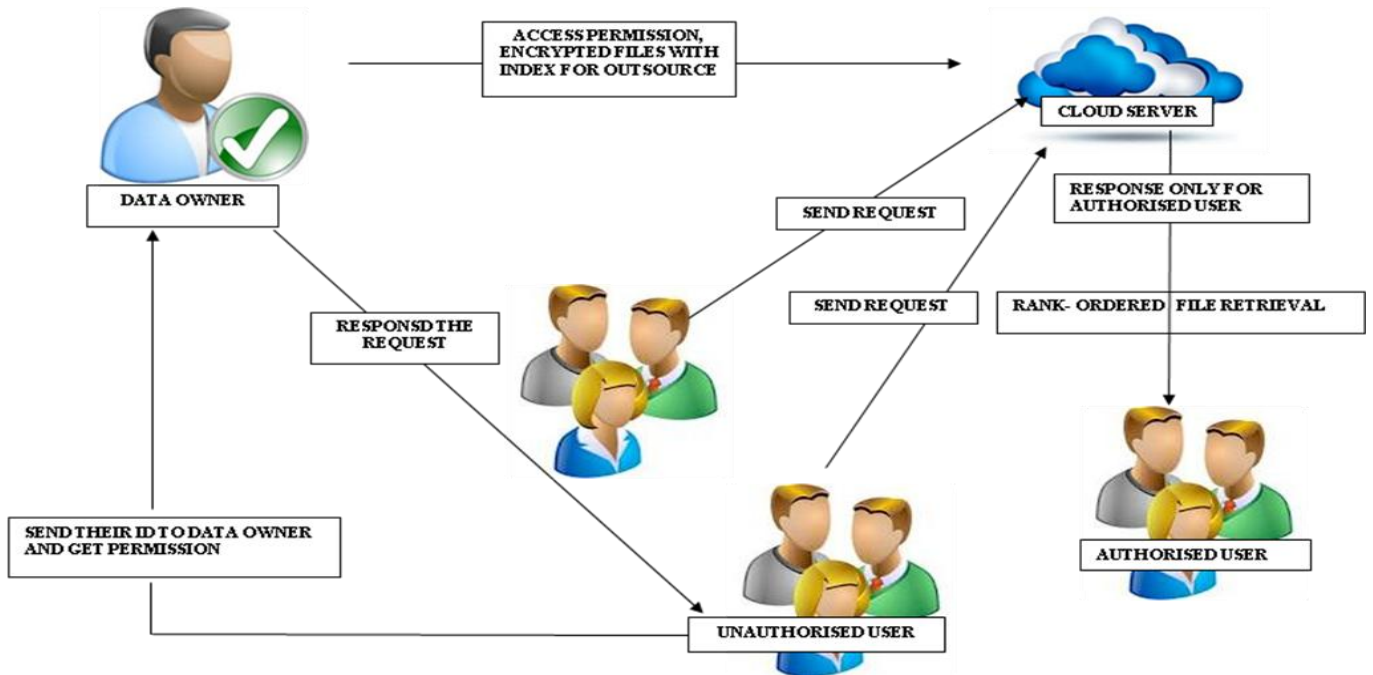 ACCESS PERMISSION,
ENCRYPTED FILES WITH
INDEX FOR OUTSOURCE
CLOUD SERVER
DATA OWNER
RESPONSE ONLY FOR
AUTHORISED USER
SEND REQUEST
SEND REQUEST
RANK- ORDERED FILE RETRIEVAL
RESPONSD THE
REQUEST
SEND THEIR ID TO DATA OWNER
AND GET PERMISSION
AUTHORISED USER
UNAUTHORISED USER